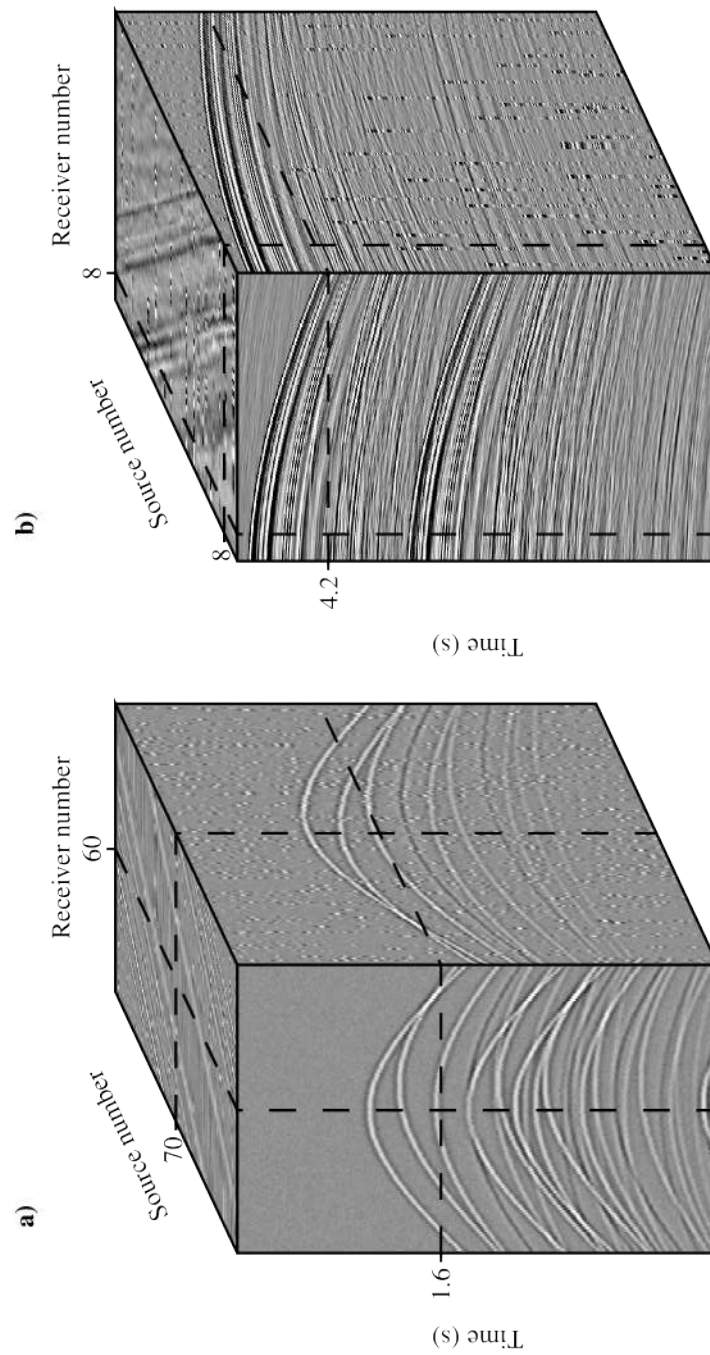 a)
Receiver number
60
Source number
70
1.6
Time (s)
b)
Receiver number
8
Source number
8
4.2
Time (s)